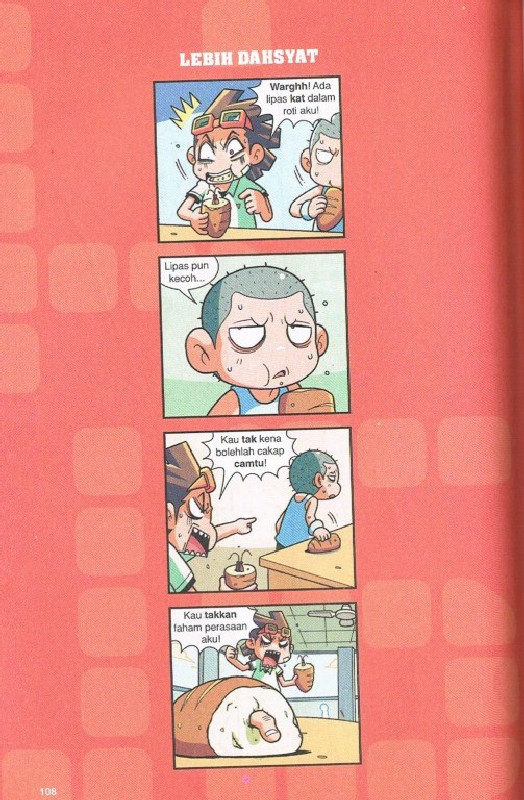 LEBIH DAHSYAT
Warghh! Ada
lipas kat dalam
roti aku!
Lipas pun
kecoh...
Kau tak kena
bolehlah cakap
camtu!
Kau takkan
faham perasaan
aku!
108